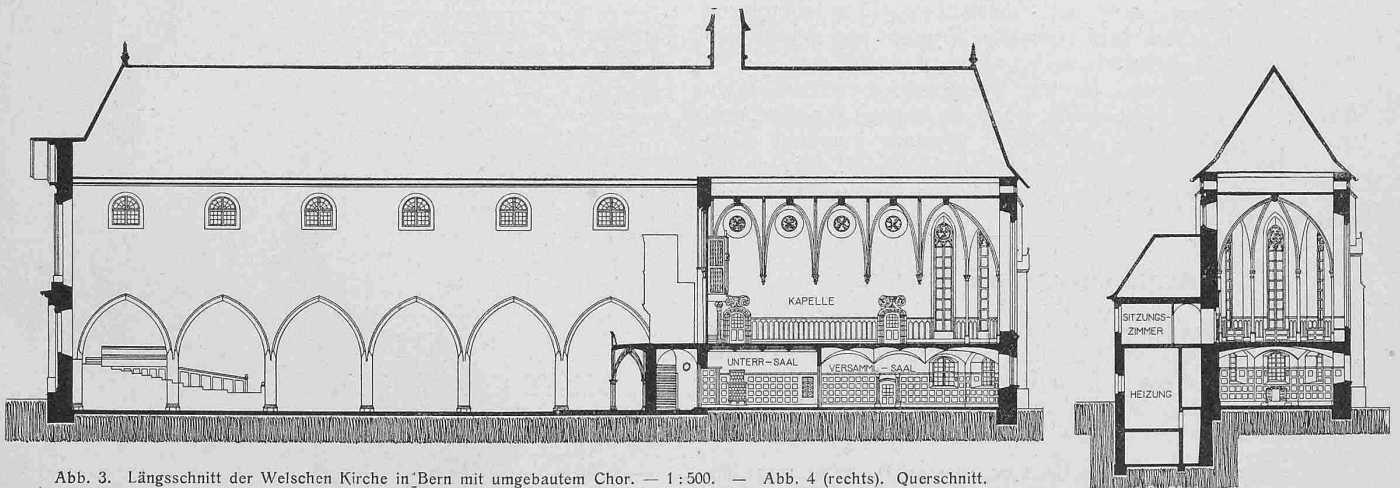 KAPELLE
UNTERR-SAAL
VERSAMML-SAAL
SITZUNGS-
ZIMMER
HEIZUNG
Abb. 3. Längsschnitt der Welschen Kirche in Bern mit umgebautem Chor. — 1 : 500. — Abb. 4 (rechts). Querschnitt.